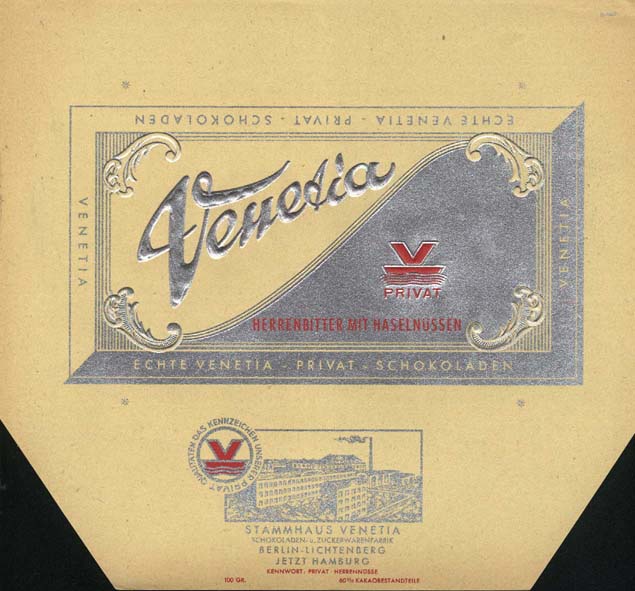 ECHTE VENETIA - PRIVAT - SCHOKOLADEN
VENETIA
Venetia
V
PRIVAT
HERRENBITTER MIT HASELNÜSSEN
VENETIA
ECHTE VENETIA - PRIVAT - SCHOKOLADEN
DAS KENNZEICHEN UNSERER PRIVAT QUALITÄTEN
V
STAMMHAUS VENETIA
SCHOKOLADEN- u. ZUCKERWARENFABRIK
BERLIN-LICHTENBERG
JETZT HAMBURG
KENNWORT: PRIVAT - HERRENNÜSSE
100 GR. 60% KAKAOBESTANDTEILE